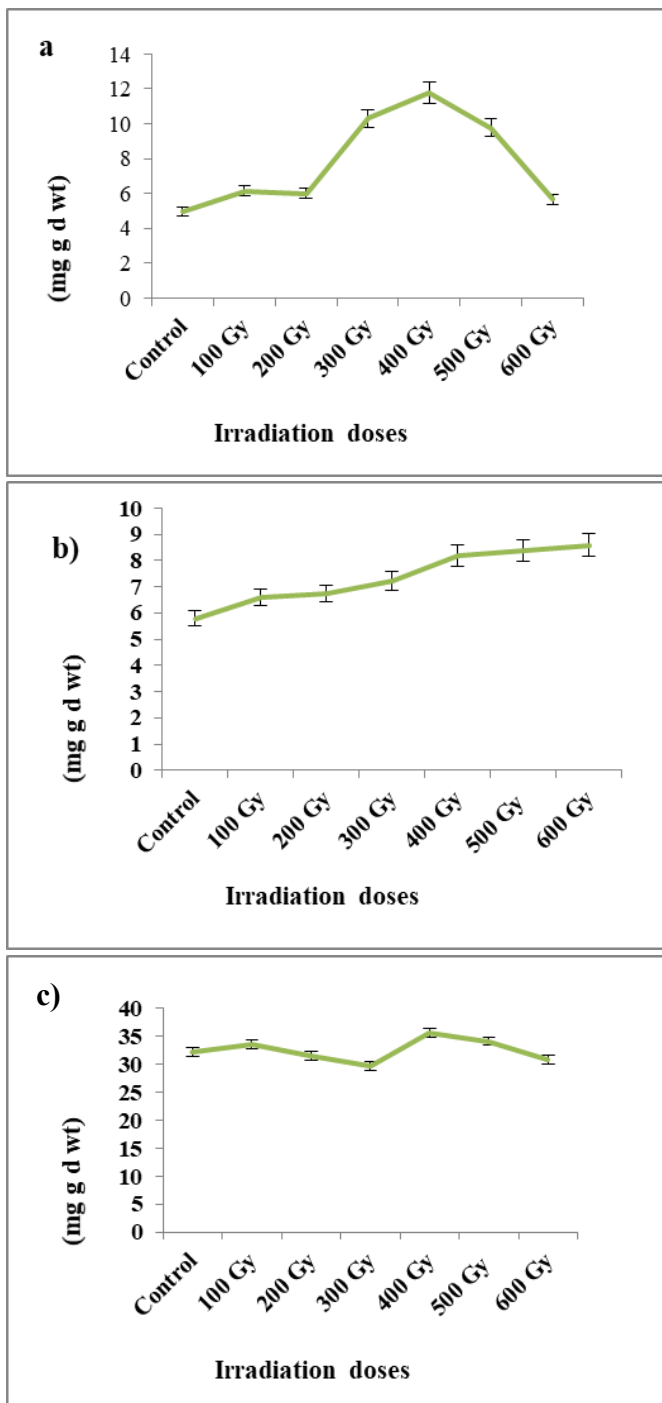 a
14
12
10
8
6
4
2
0
(mg g d wt)
Control
100 Gy
200 Gy
300 Gy
400 Gy
500 Gy
600 Gy
Irradiation doses
b)
10
9
8
7
6
5
4
3
2
1
0
(mg g d wt)
Control
100 Gy
200 Gy
300 Gy
400 Gy
500 Gy
600 Gy
Irradiation doses
c)
40
35
30
25
20
15
10
5
0
(mg g d wt)
Control
100 Gy
200 Gy
300 Gy
400 Gy
500 Gy
600 Gy
Irradiation doses